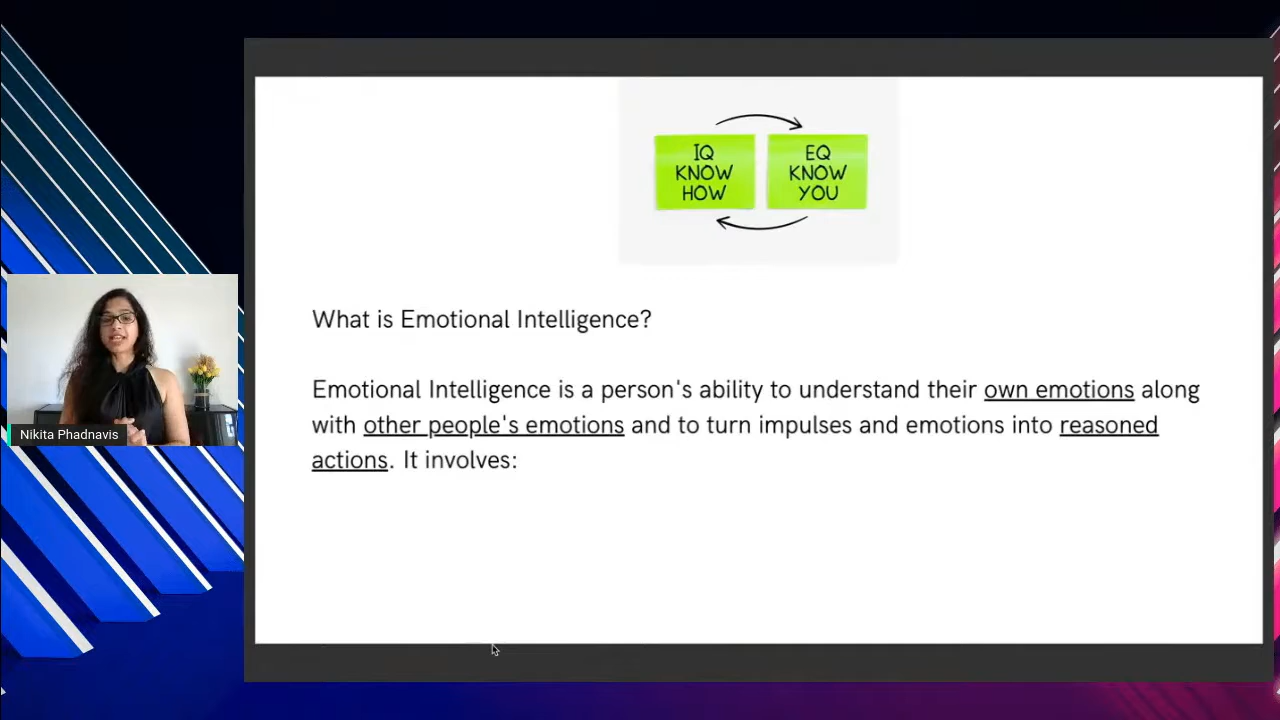 IQ
KNOW
HOW
EQ
KNOW
YOU
What is Emotional Intelligence?
Emotional Intelligence is a person's ability to understand their own emotions along
with other people's emotions and to turn impulses and emotions into reasoned
actions. It involves:
Nikita Phadnavis